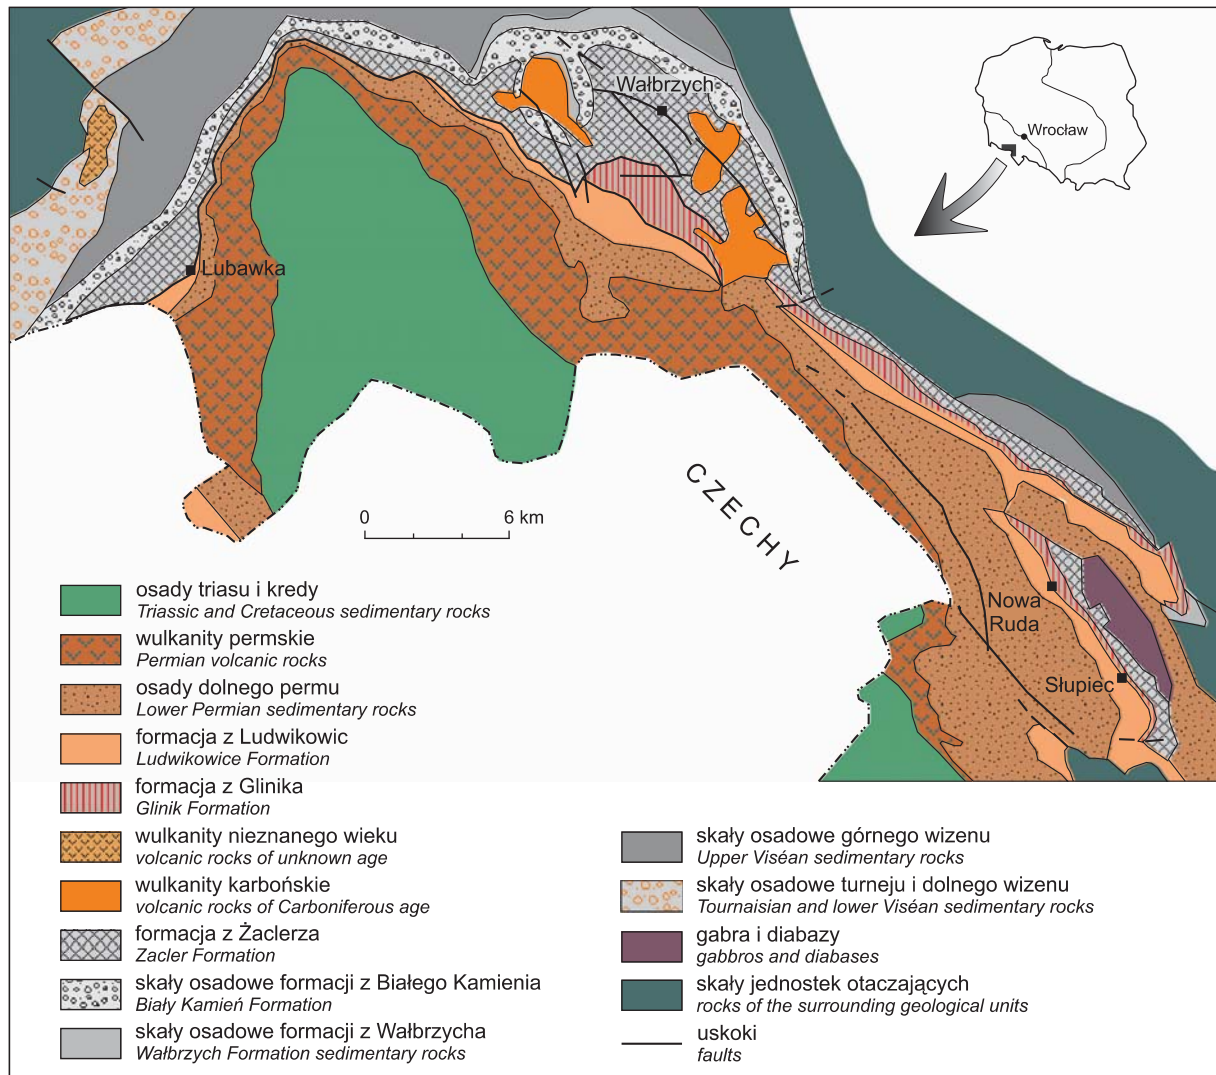 Wałbrzych
Wrocław
Lubawka
0 6 km
CZECHY
Nowa
Ruda
Słupiec
osady triasu i kredy
Triassic and Cretaceous sedimentary rocks
wulkanity permskie
Permian volcanic rocks
osady dolnego permu
Lower Permian sedimentary rocks
formacja z Ludwikowic
Ludwikowice Formation
formacja z Glinika
Glinik Formation
wulkanity nieznanego wieku
volcanic rocks of unknown age
wulkanity karbońskie
volcanic rocks of Carboniferous age
formacja z Żaclerza
Zacler Formation
skały osadowe formacji z Białego Kamienia
Biały Kamień Formation
skały osadowe formacji z Wałbrzycha
Wałbrzych Formation sedimentary rocks
skały osadowe górnego wizenu
Upper Viséan sedimentary rocks
skały osadowe turneju i dolnego wizenu
Tournaisian and lower Viséan sedimentary rocks
gabra i diabazy
gabbros and diabases
skały jednostek otaczających
rocks of the surrounding geological units
uskoki
faults